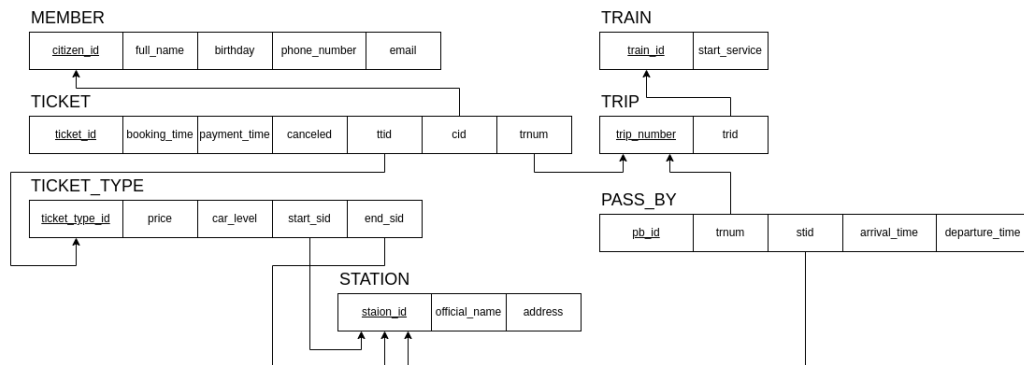 MEMBER
citizen_id full_name birthday phone_number email
TRAIN
train_id start_service
TICKET
ticket_id booking_time payment_time canceled ttid cid trnum
TRIP
trip_number trid
TICKET_TYPE
ticket_type_id price car_level start_sid end_sid
PASS_BY
pb_id trnum stid arrival_time departure_time
STATION
staion_id official_name address